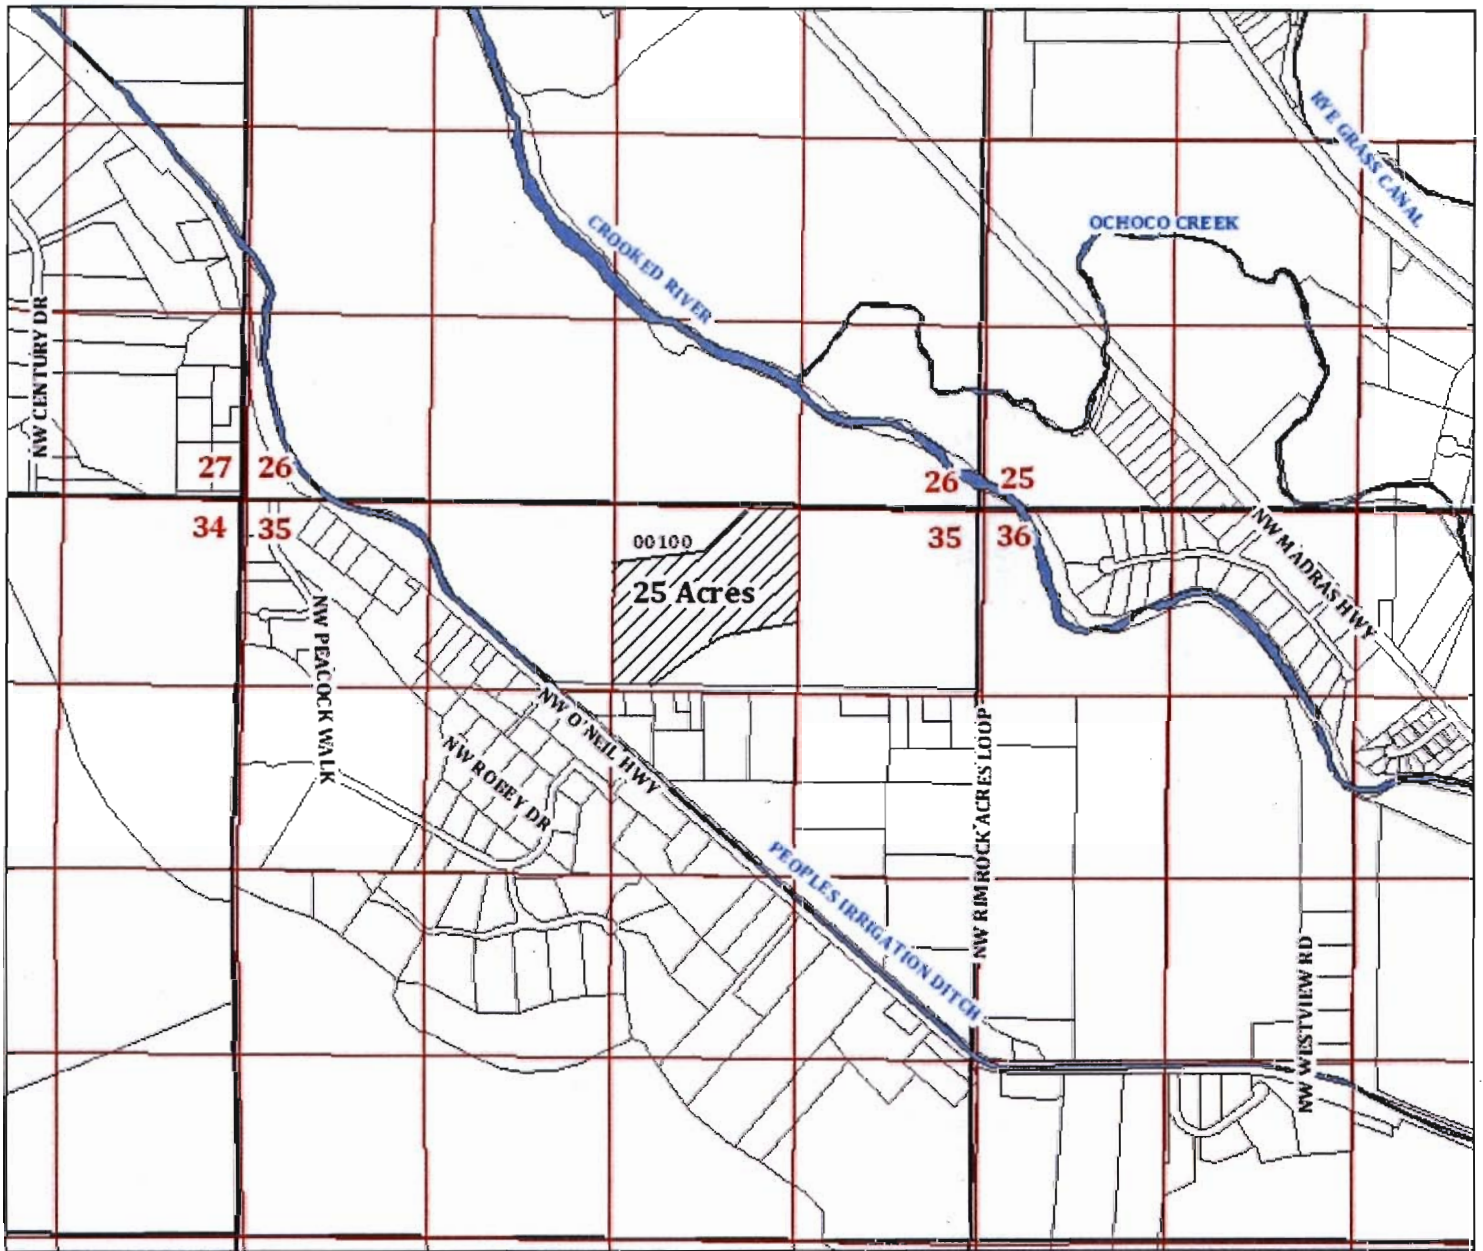 RYE GRASS CANAL
OCHOCO CREEK
CROOKED RIVER
NW CENTURY DR
27 26
26 25
34 35
35 36
00100
25 Acres
NW MADRAS HWY
NW PEACOCK WALK
NW O'NEIL HWY
NW ROBEY DR
NW RIMROCK ACRES LOOP
PEOPLES IRRIGATION DITCH
NW WESTVIEW RD